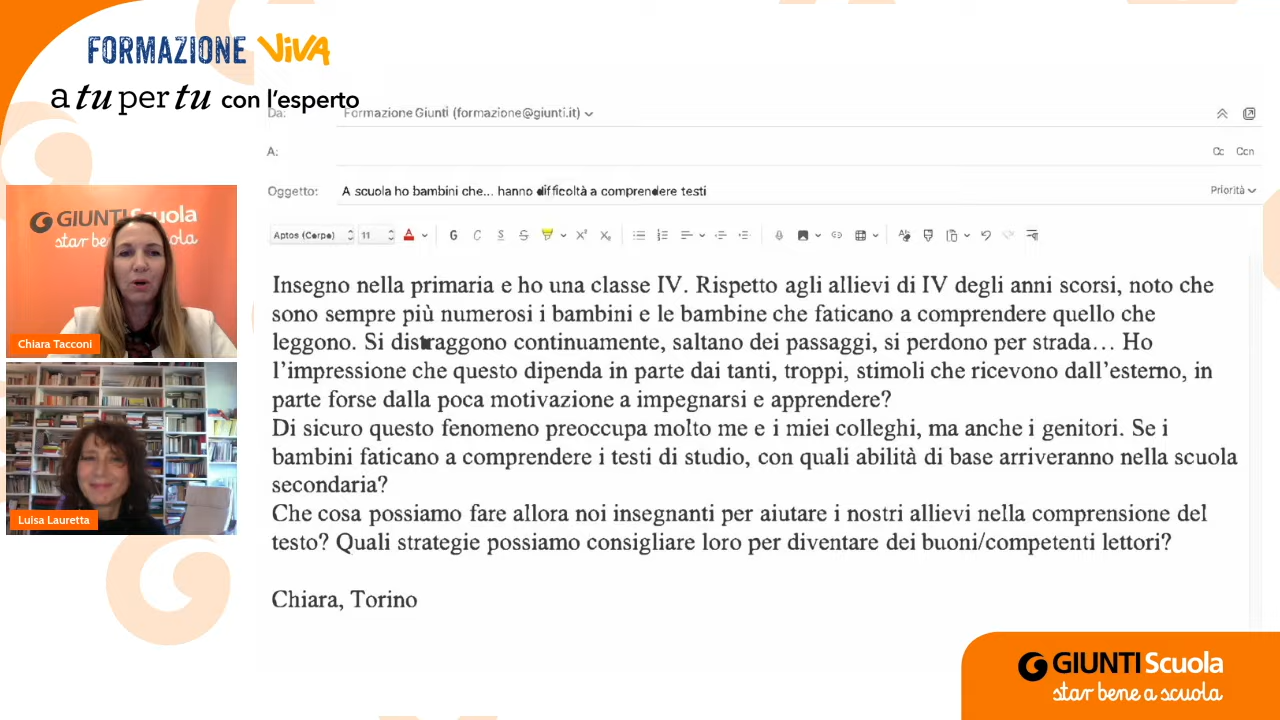 FORMAZIONE VIVA
a tu per tu con l'esperto
Da: Formazione Giunti (formazione@giunti.it)
A: Cc Ccn
Oggetto: A scuola ho bambini che... hanno difficoltà a comprendere testi Priorità
Aptos (Corpo) 11 A G C S S X X
GIUNTI Scuola
star bene a scuola
Chiara Tacconi
Luisa Lauretta
Insegno nella primaria e ho una classe IV. Rispetto agli allievi di IV degli anni scorsi, noto che
sono sempre più numerosi i bambini e le bambine che faticano a comprendere quello che
leggono. Si distraggono continuamente, saltano dei passaggi, si perdono per strada… Ho
l'impressione che questo dipenda in parte dai tanti, troppi, stimoli che ricevono dall'esterno, in
parte forse dalla poca motivazione a impegnarsi e apprendere?
Di sicuro questo fenomeno preoccupa molto me e i miei colleghi, ma anche i genitori. Se i
bambini faticano a comprendere i testi di studio, con quali abilità di base arriveranno nella scuola
secondaria?
Che cosa possiamo fare allora noi insegnanti per aiutare i nostri allievi nella comprensione del
testo? Quali strategie possiamo consigliare loro per diventare dei buoni/competenti lettori?
Chiara, Torino
GIUNTI Scuola
star bene a scuola